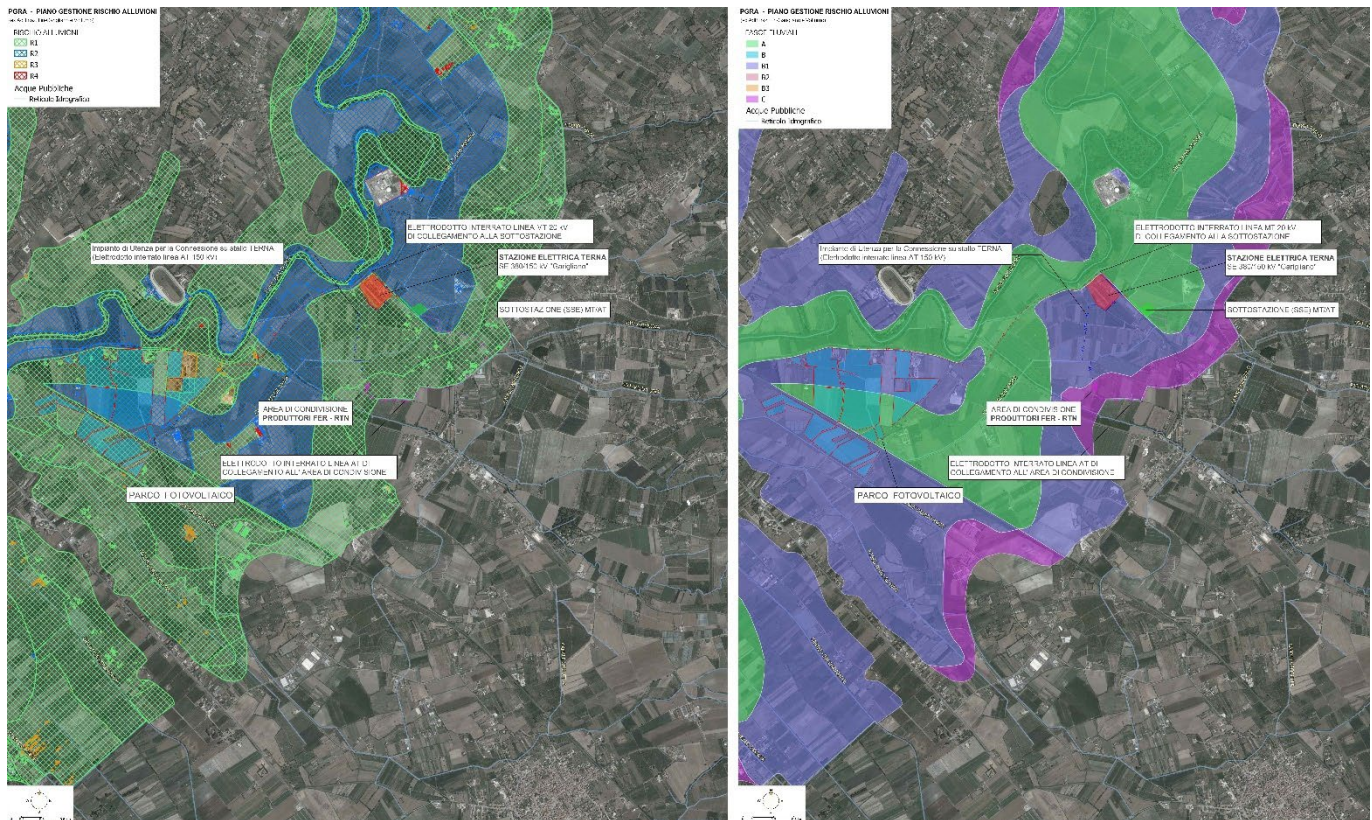 PGRA - PIANO GESTIONE RISCHIO ALLUVIONI
RISCHIO ALLUVIONI
R1
R2
R3
R4
Acque Pubbliche
Reticolo Idrografico
ELETTRODOTTO INTERRATO LINEA MT 20 kV
DI COLLEGAMENTO ALLA SOTTOSTAZIONE
Impianto di Utenza per la Connessione su stallo TERNA
(Elettrodotto interrato linea AT 150 kV)
STAZIONE ELETTRICA TERNA
SE 380/150 kV "Garigliano"
SOTTOSTAZIONE (SSE) MT/AT
AREA DI CONDIVISIONE
PRODUTTORI FER - RTN
ELETTRODOTTO INTERRATO LINEA AT DI
COLLEGAMENTO ALL'AREA DI CONDIVISIONE
PARCO FOTOVOLTAICO
PGRA - PIANO GESTIONE RISCHIO ALLUVIONI
FASCE FLUVIALI
A
B
B1
B2
B3
C
Acque Pubbliche
Reticolo Idrografico
ELETTRODOTTO INTERRATO LINEA MT 20 kV
DI COLLEGAMENTO ALLA SOTTOSTAZIONE
Impianto di Utenza per la Connessione su stallo TERNA
(Elettrodotto interrato linea AT 150 kV)
STAZIONE ELETTRICA TERNA
SE 380/150 kV "Garigliano"
SOTTOSTAZIONE (SSE) MT/AT
AREA DI CONDIVISIONE
PRODUTTORI FER - RTN
ELETTRODOTTO INTERRATO LINEA AT DI
COLLEGAMENTO ALL'AREA DI CONDIVISIONE
PARCO FOTOVOLTAICO